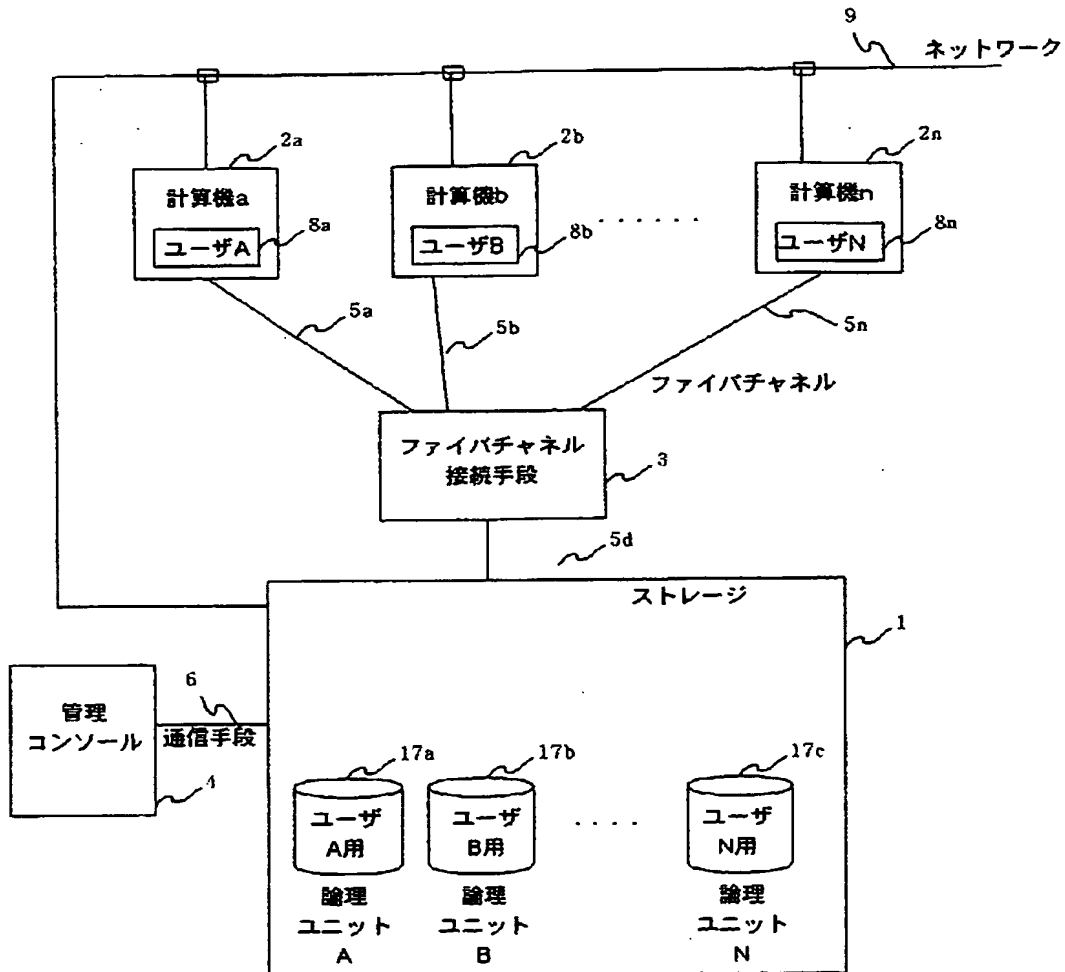 9
ネットワーク
2a
2b
2n
計算機a
計算機b
計算機n
ユーザA
8a
ユーザB
8b
ユーザN
8n
. . . . . . .
5a
5b
5n
ファイバチャネル
ファイバチャネル
接続手段
3
5d
ストレージ
1
管理
コンソール
6
通信手段
4
17a
17b
17c
ユーザ
A用
ユーザ
B用
. . . .
ユーザ
N用
論理
ユニット
A
論理
ユニット
B
論理
ユニット
N